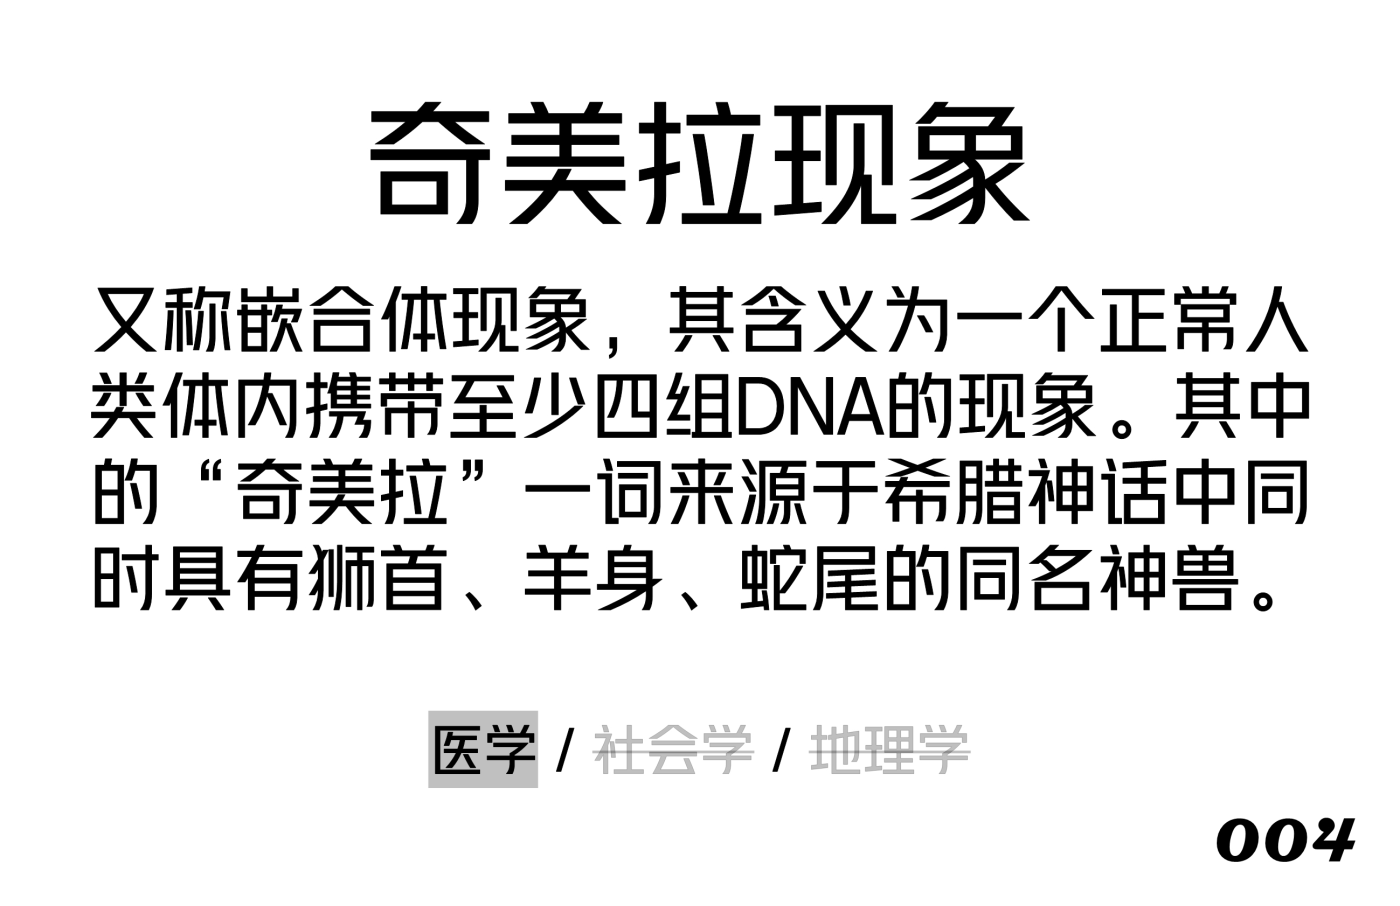 奇美拉现象
又称嵌合体现象，其含义为一个正常人
类体内携带至少四组DNA的现象。其中
的“奇美拉”一词来源于希腊神话中同
时具有狮首、羊身、蛇尾的同名神兽。
医学 / 社会学 / 地理学
004